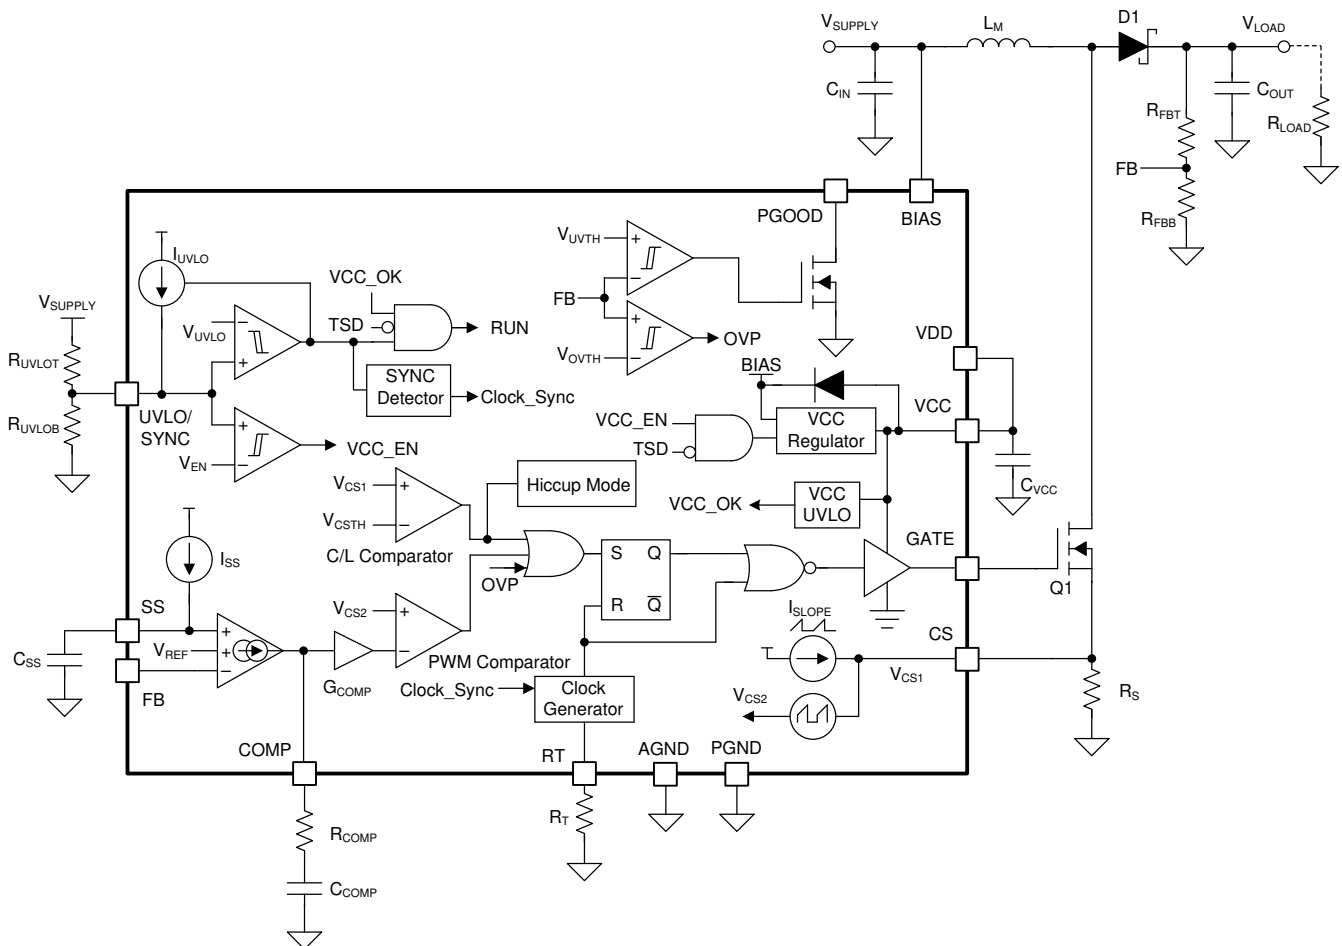 VSUPPLY
LM
D1
VLOAD
CIN
RFBT
COUT
RLOAD
FB
RFBB
PGOOD
BIAS
IUVLO
VCC_OK
VUVTH
FB
VSUPPLY
VUVLO
TSD
RUN
OVP
VDD
RUVLOT
VOVTH
SYNC
Detector
Clock_Sync
BIAS
VCC
UVLO/
SYNC
RUVLOB
VCC_EN
VCC
Regulator
VEN
VCC_EN
TSD
VCS1
Hiccup Mode
CVCC
VCC_OK
VCC
UVLO
VCSTH
C/L Comparator
GATE
ISS
S
Q
OVP
Q1
R
Q̅
ISLOPE
SS
VCS2
CS
VREF
CSS
PWM Comparator
VCS1
FB
GCOMP
Clock_Sync
Clock
Generator
VCS2
RS
COMP
RT
AGND
PGND
RT
RCOMP
CCOMP